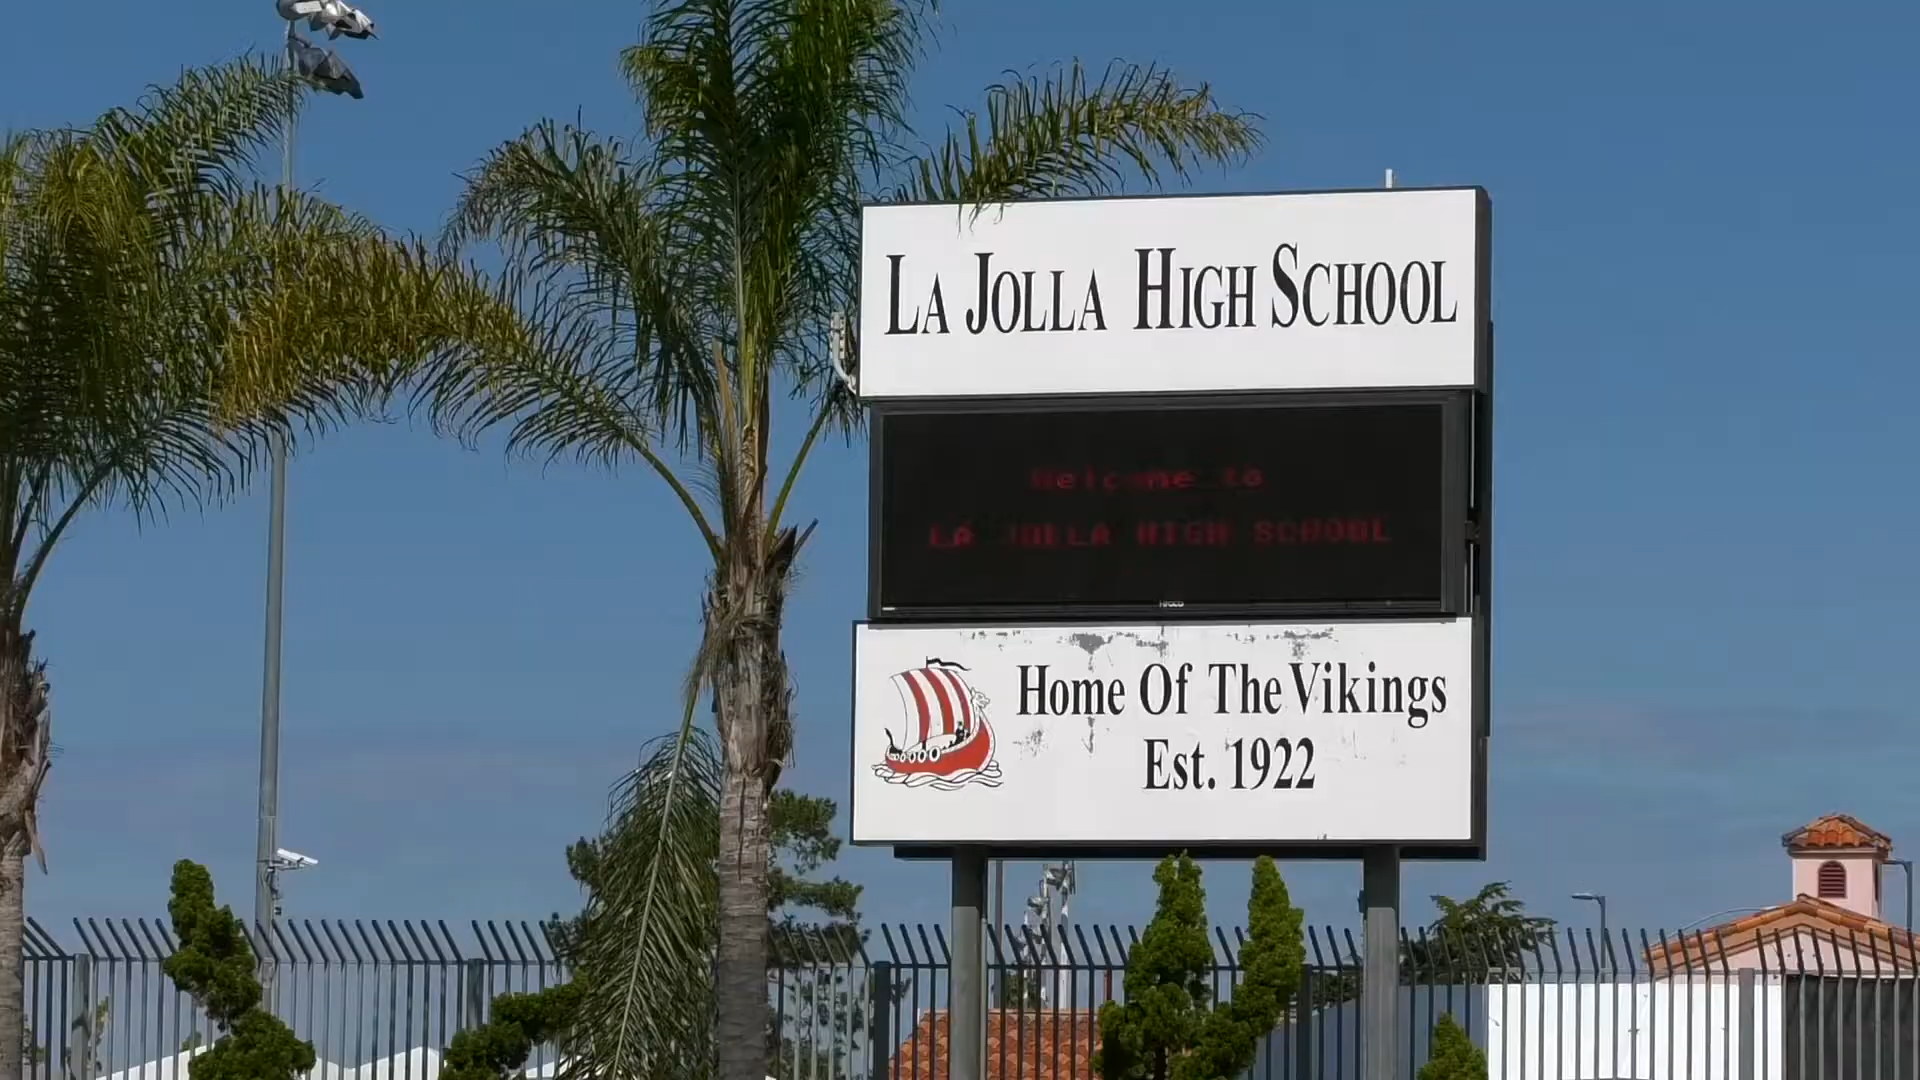 LA JOLLA HIGH SCHOOL
Welcome to
LA JOLLA HIGH SCHOOL
Home Of The Vikings
Est. 1922